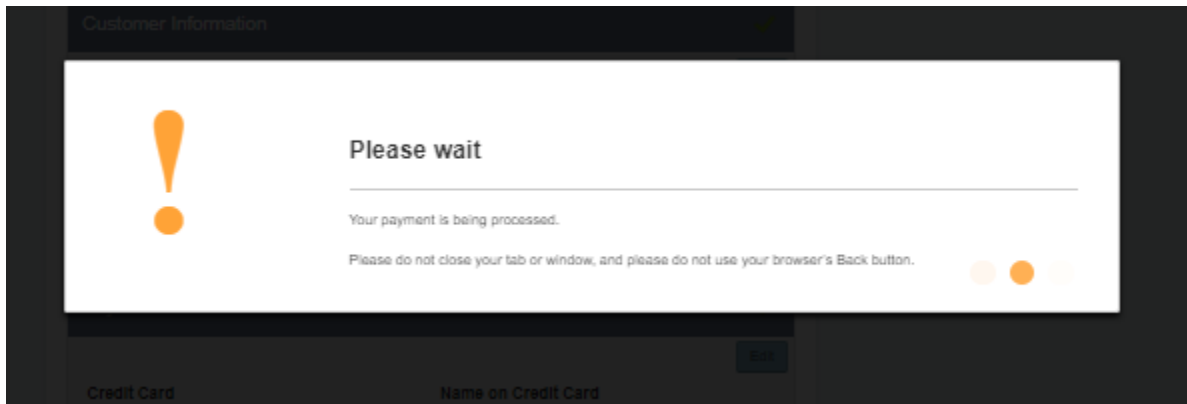 Customer Information
Please wait
Your payment is being processed.
Please do not close your tab or window, and please do not use your browser's Back button.
Edit
Credit Card
Name on Credit Card